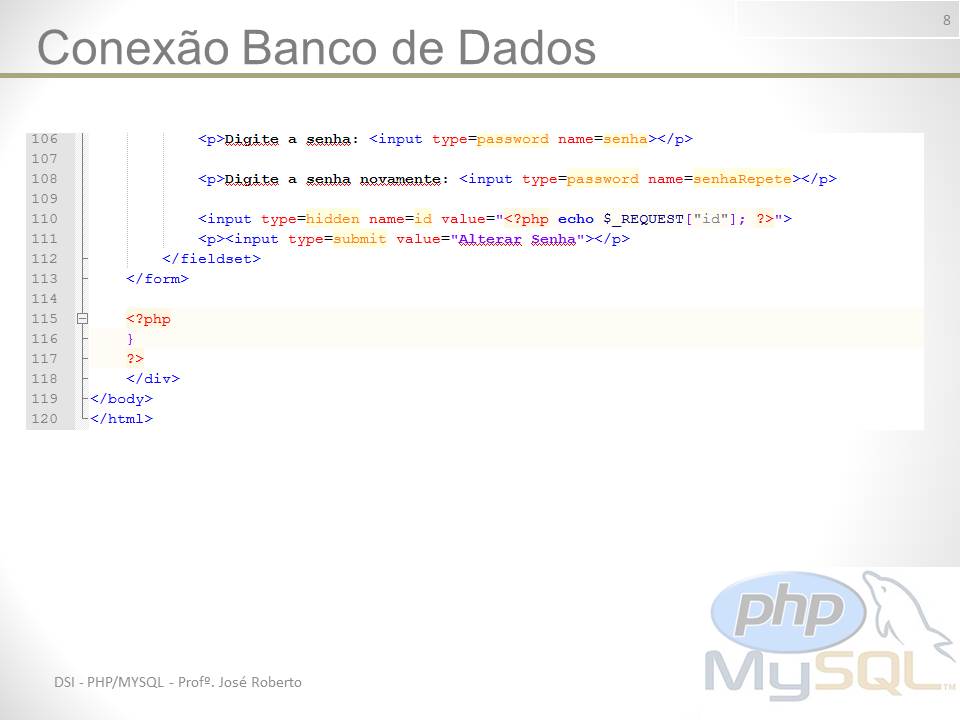 8
Conexão Banco de Dados
106 <p>Digite a senha: <input type=password name=senha></p>
107
108 <p>Digite a senha novamente: <input type=password name=senhaRepete></p>
109
110 <input type=hidden name=id value="<?php echo $_REQUEST["id"]; ?>">
111 <p><input type=submit value="Alterar Senha"></p>
112 </fieldset>
113 </form>
114
115 <?php
116 }
117 ?>
118 </div>
119 </body>
120 </html>
php
MySQL™
DSI - PHP/MYSQL - Profº. José Roberto